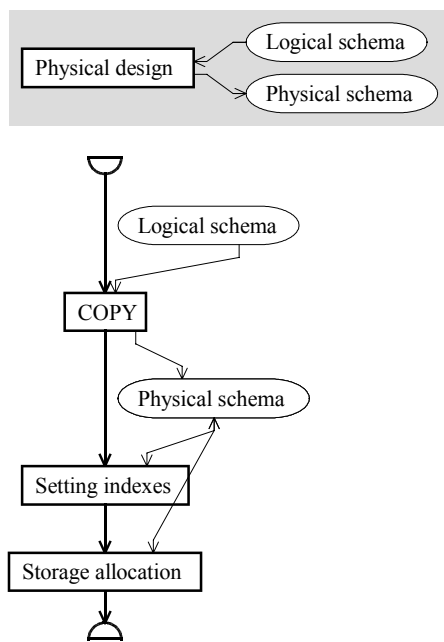 Logical schema
Physical design
Physical schema
Logical schema
COPY
Physical schema
Setting indexes
Storage allocation